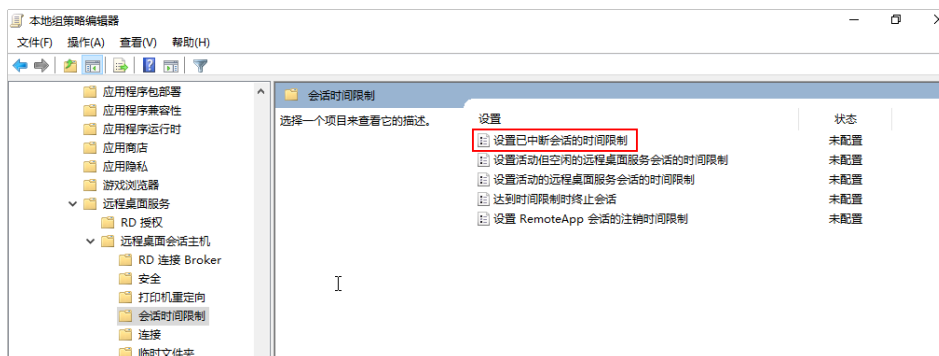 本地组策略编辑器
文件(F) 操作(A) 查看(V) 帮助(H)
应用程序包部署
应用程序兼容性
应用程序运行时
应用商店
应用隐私
游戏浏览器
远程桌面服务
RD 授权
远程桌面会话主机
RD 连接 Broker
安全
打印机重定向
会话时间限制
连接
临时文件夹
会话时间限制
选择一个项目来查看它的描述。
设置 状态
设置已中断会话的时间限制 未配置
设置活动但空闲的远程桌面服务会话的时间限制 未配置
设置活动的远程桌面服务会话的时间限制 未配置
达到时间限制时终止会话 未配置
设置 RemoteApp 会话的注销时间限制 未配置